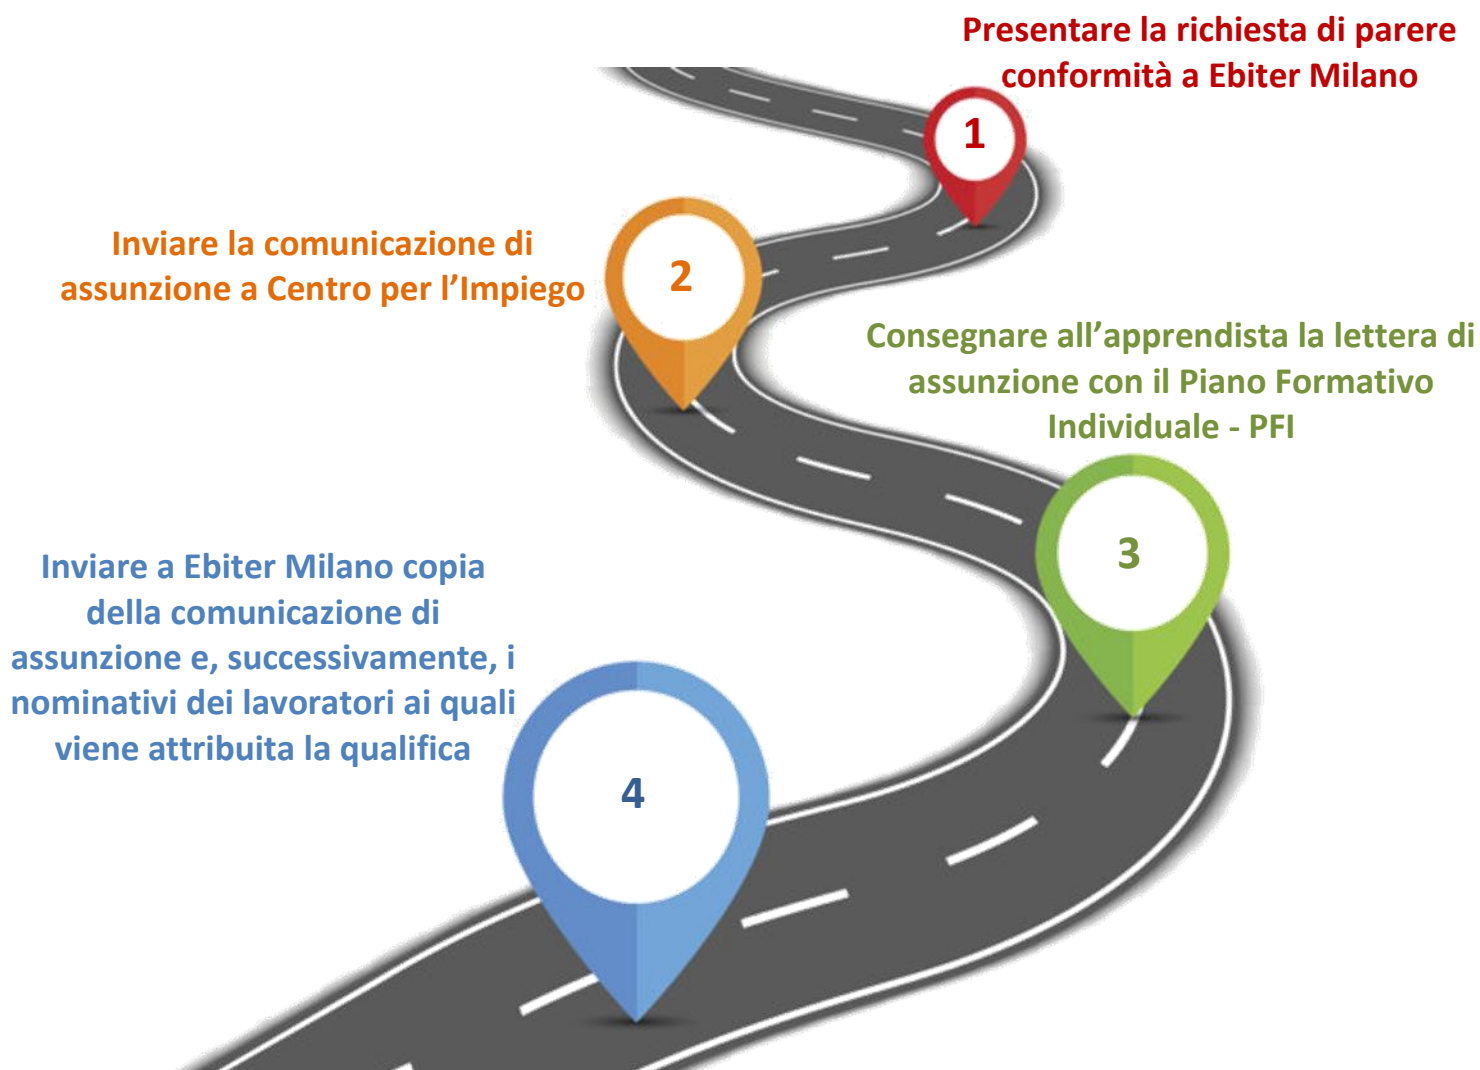 Presentare la richiesta di parere
conformità a Ebiter Milano
1
Inviare la comunicazione di
assunzione a Centro per l’Impiego
2
Consegnare all’apprendista la lettera di
assunzione con il Piano Formativo
Individuale - PFI
3
Inviare a Ebiter Milano copia
della comunicazione di
assunzione e, successivamente, i
nominativi dei lavoratori ai quali
viene attribuita la qualifica
4